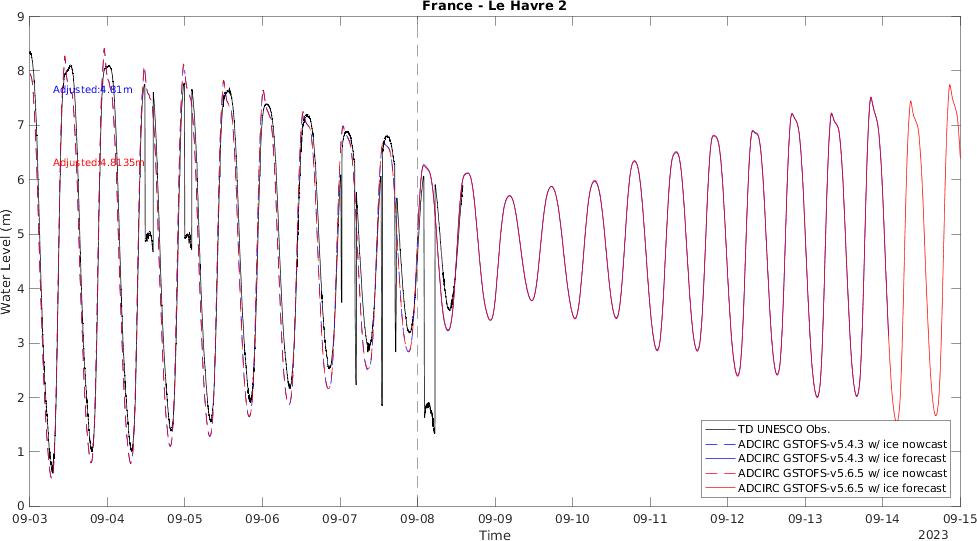 France - Le Havre 2
9
8
7
6
5
4
3
2
1
0
Water Level (m)
Adjusted:4.81m
Adjusted:4.8135m
TD UNESCO Obs.
ADCIRC GSTOFS-v5.4.3 w/ ice nowcast
ADCIRC GSTOFS-v5.4.3 w/ ice forecast
ADCIRC GSTOFS-v5.6.5 w/ ice nowcast
ADCIRC GSTOFS-v5.6.5 w/ ice forecast
09-03 09-04 09-05 09-06 09-07 09-08 09-09 09-10 09-11 09-12 09-13 09-14 09-15
Time
2023